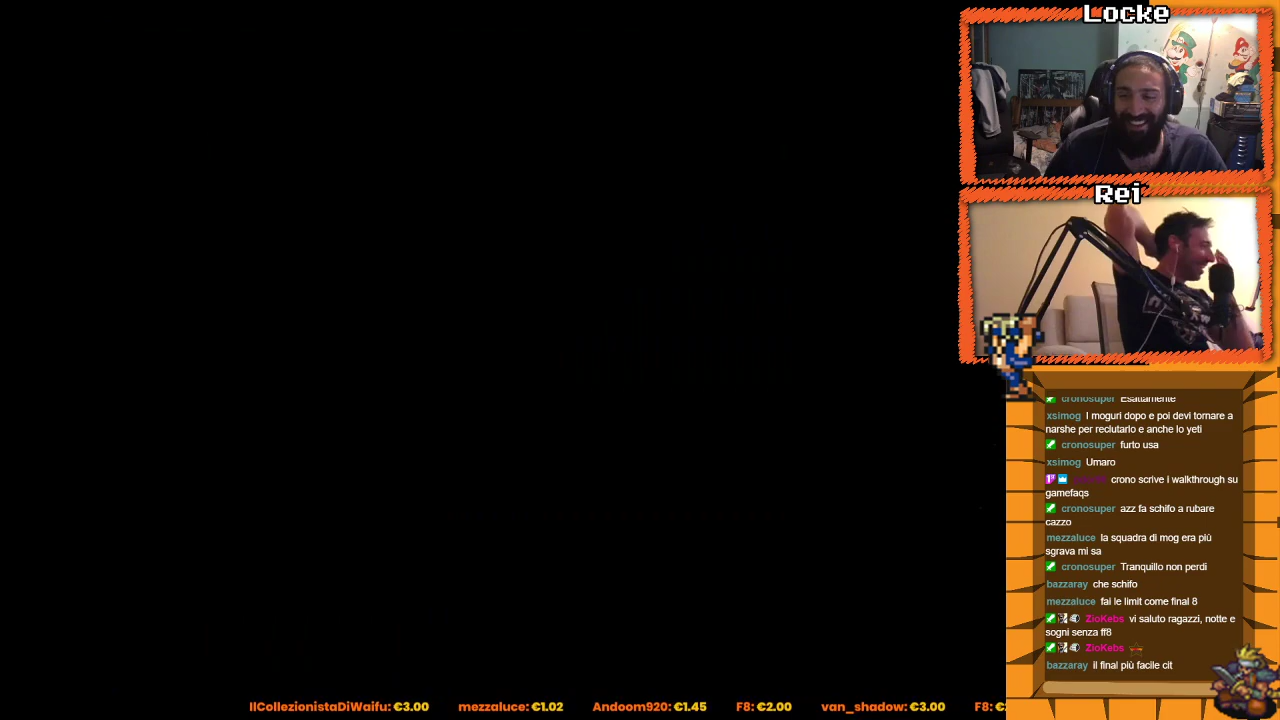 Locke
Rei
cronosuper Esattamente
xsimog I moguri dopo e poi devi tornare a
narshe per reclutarlo e anche lo yeti
cronosuper furto usa
xsimog Umaro
crono scrive i walkthrough su
gamefaqs
cronosuper azz fa schifo a rubare
cazzo
mezzaluce la squadra di mog era più
sgrava mi sa
cronosuper Tranquillo non perdi
bazzaray che schifo
mezzaluce fai le limit come final 8
ZioKebs vi saluto ragazzi, notte e
sogni senza ff8
ZioKebs
bazzaray il final più facile cit
IlCollezionistaDiWaifu: €3.00 mezzaluce: €1.02 Andoom920: €1.45 F8: €2.00 van_shadow: €3.00 F8: